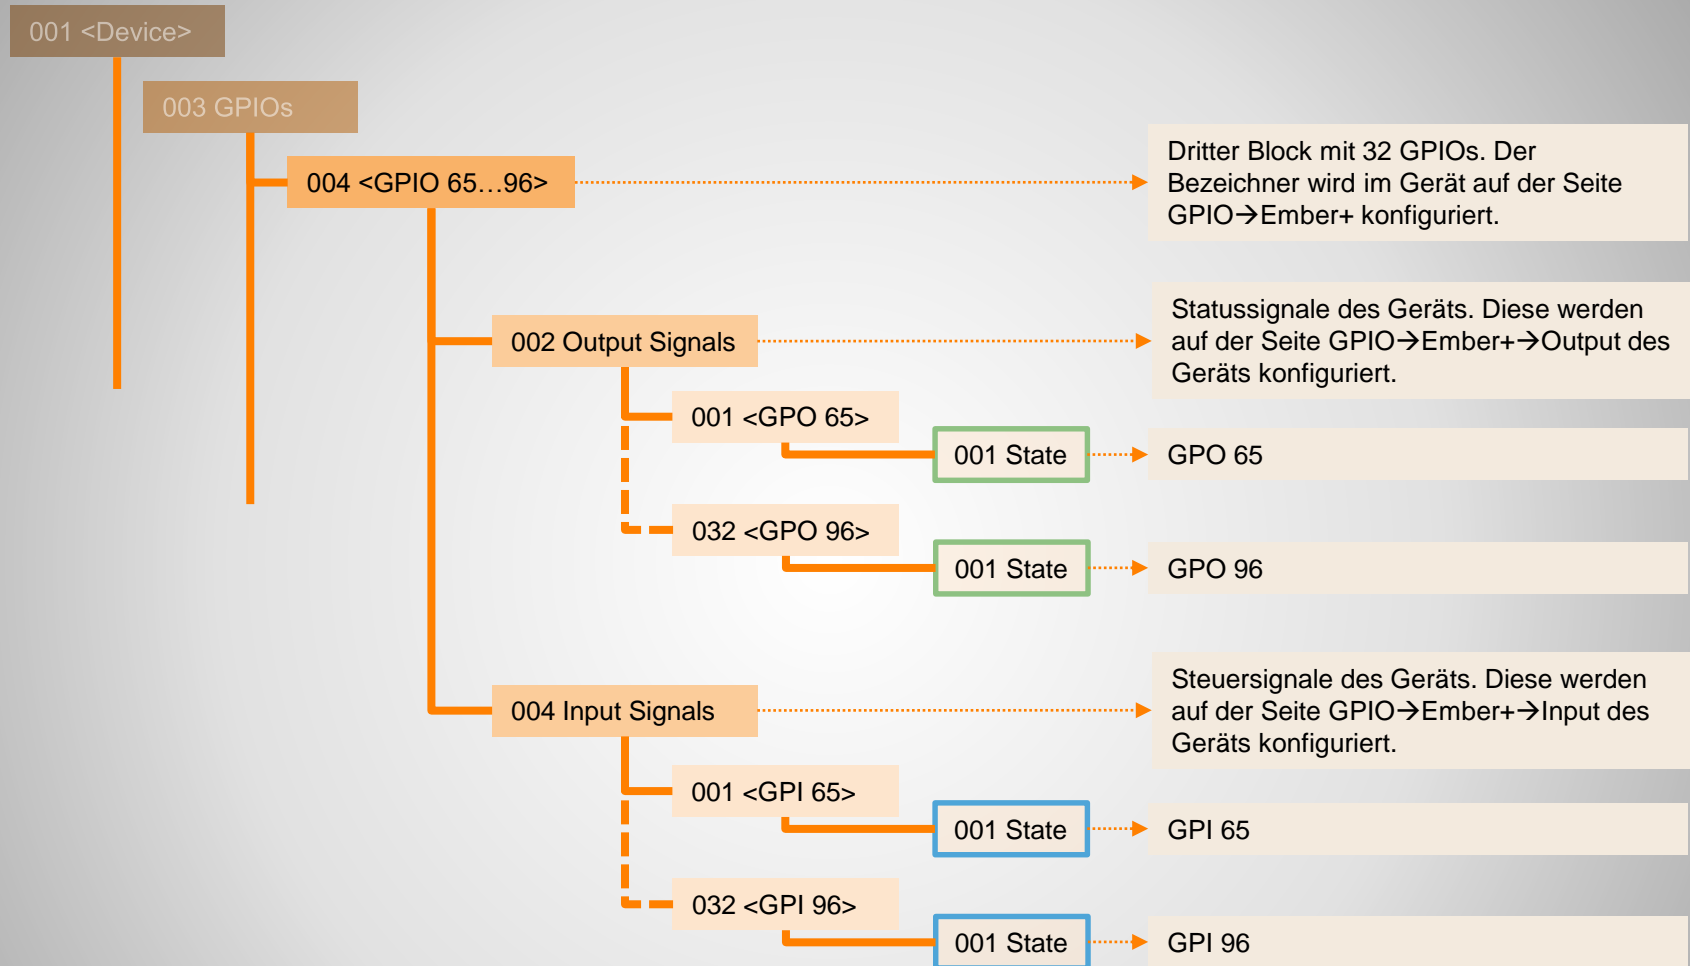 001 <Device>
003 GPIOs
004 <GPIO 65…96>
Dritter Block mit 32 GPIOs. Der
Bezeichner wird im Gerät auf der Seite
GPIO→Ember+ konfiguriert.
002 Output Signals
Statussignale des Geräts. Diese werden
auf der Seite GPIO→Ember+→Output des
Geräts konfiguriert.
001 <GPO 65>
001 State
GPO 65
032 <GPO 96>
001 State
GPO 96
004 Input Signals
Steuersignale des Geräts. Diese werden
auf der Seite GPIO→Ember+→Input des
Geräts konfiguriert.
001 <GPI 65>
001 State
GPI 65
032 <GPI 96>
001 State
GPI 96